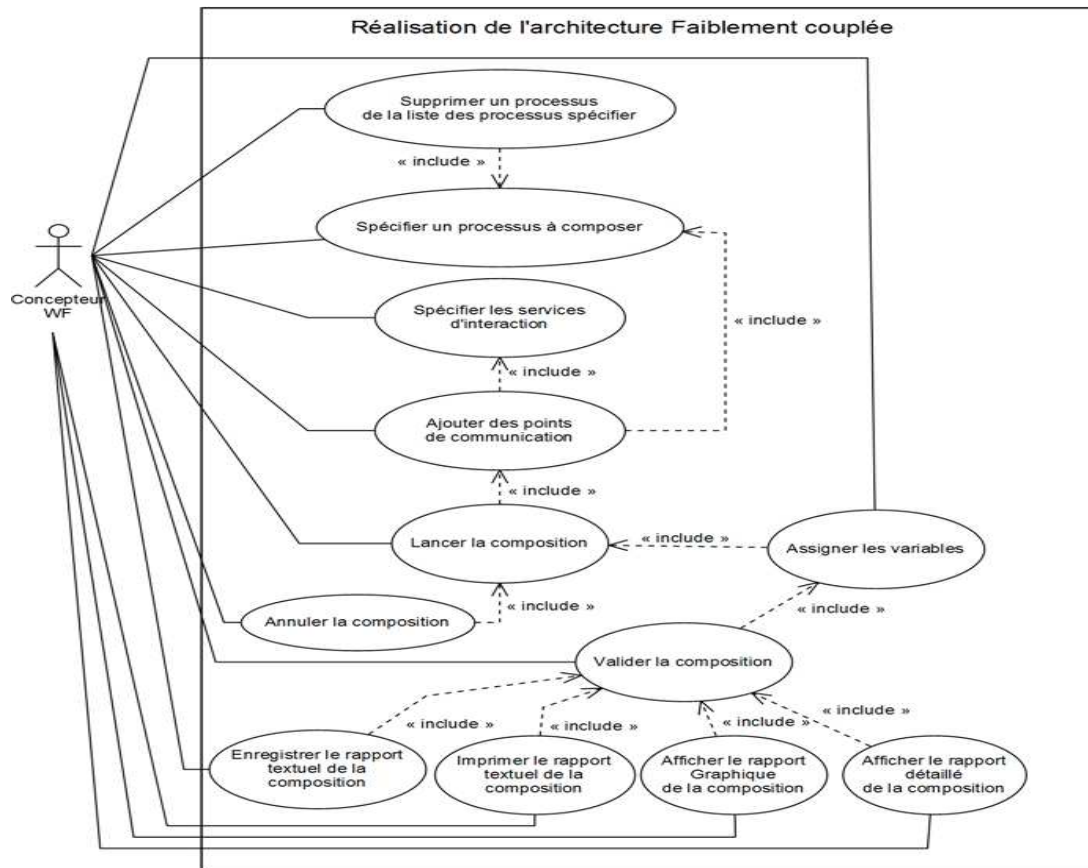 Réalisation de l'architecture Faiblement couplée
Supprimer un processus
de la liste des processus spécifier
« include »
Spécifier un processus à composer
Concepteur
WF
Spécifier les services
d'interaction
« include »
« include »
Ajouter des points
de communication
« include »
Lancer la composition
« include »
Assigner les variables
« include »
Annuler la composition
« include »
Valider la composition
« include »
« include »
« include »
« include »
Enregistrer le rapport
textuel de la
composition
Imprimer le rapport
textuel de la
composition
Afficher le rapport
Graphique
de la composition
Afficher le rapport
détaillé
de la composition